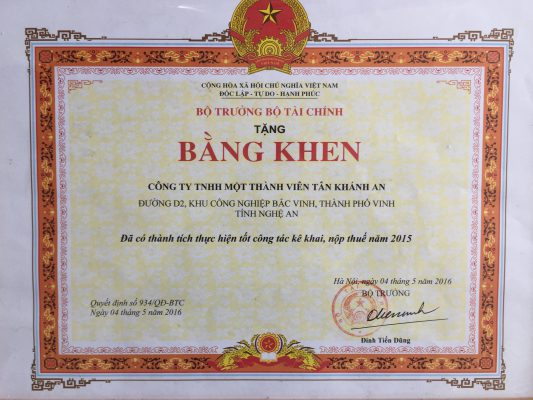 CỘNG HÒA XÃ HỘI CHỦ NGHĨA VIỆT NAM
ĐỘC LẬP - TỰ DO - HẠNH PHÚC
BỘ TRƯỞNG BỘ TÀI CHÍNH
TẶNG
BẰNG KHEN
CÔNG TY TNHH MỘT THÀNH VIÊN TÂN KHÁNH AN
ĐƯỜNG D2, KHU CÔNG NGHIỆP BẮC VINH, THÀNH PHỐ VINH
TỈNH NGHỆ AN
Đã có thành tích thực hiện tốt công tác kê khai, nộp thuế năm 2015
Hà Nội, ngày 04 tháng 5 năm 2016
BỘ TRƯỞNG
Quyết định số 934/QĐ-BTC
Ngày 04 tháng 5 năm 2016
Đinh Tiến Dũng